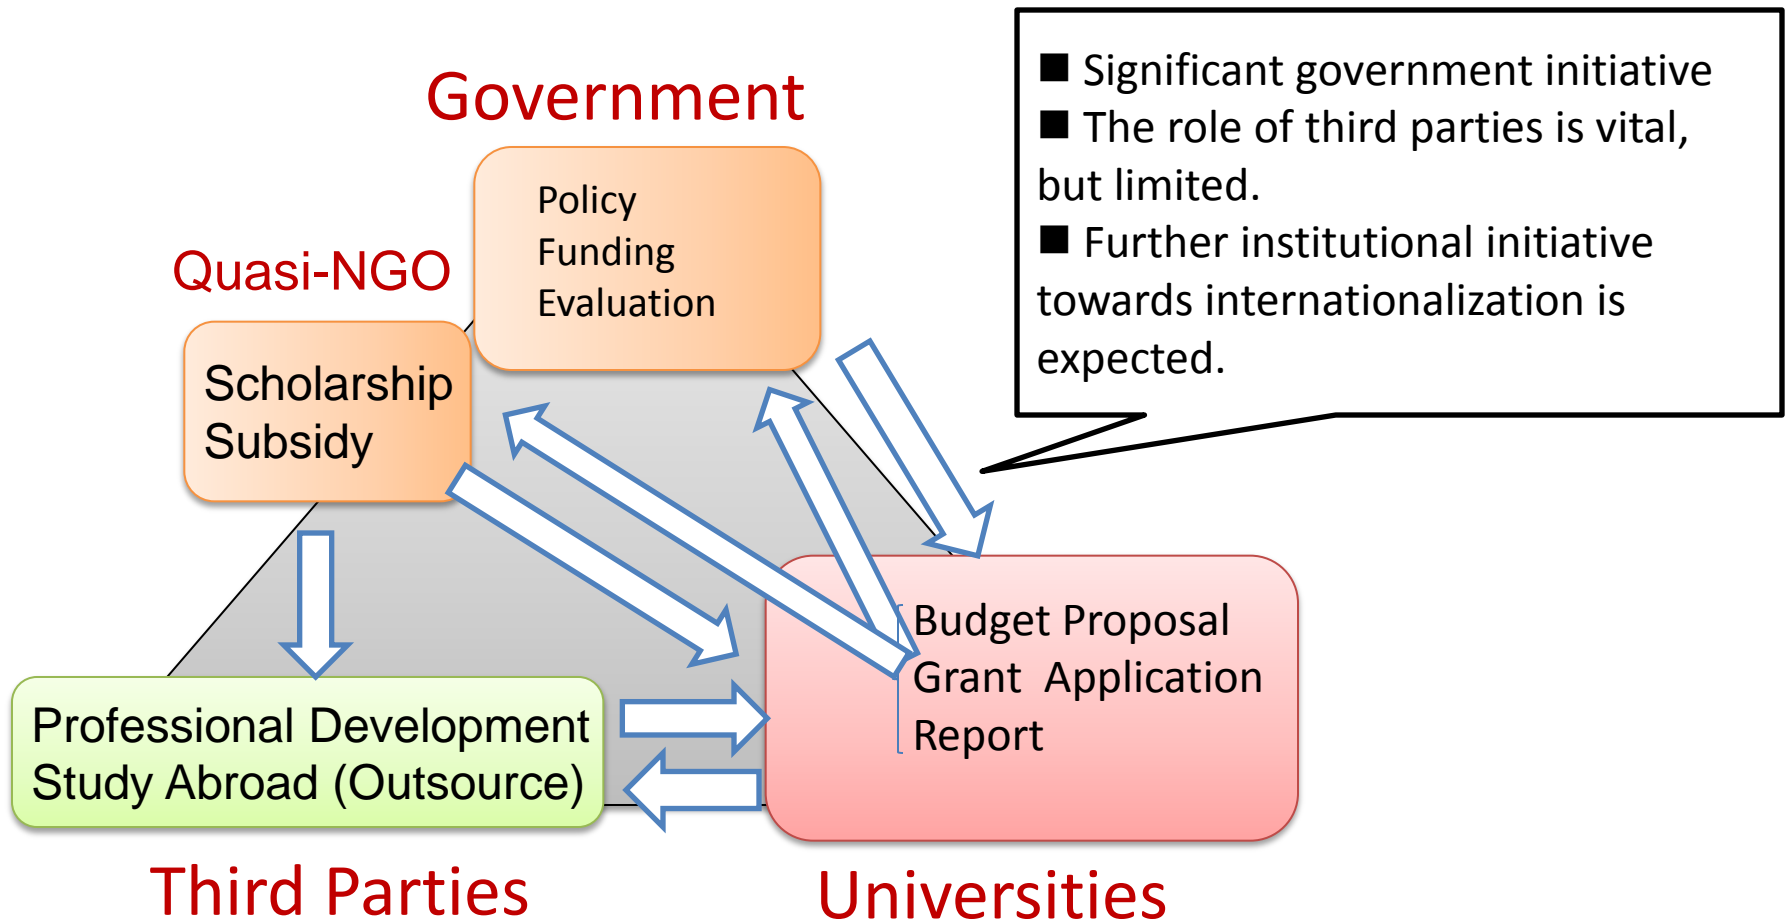 Government
Policy
Funding
Evaluation
Quasi-NGO
Scholarship
Subsidy
■ Significant government initiative
■ The role of third parties is vital,
but limited.
■ Further institutional initiative
towards internationalization is
expected.
Professional Development
Study Abroad (Outsource)
Third Parties
Budget Proposal
Grant  Application
Report
Universities